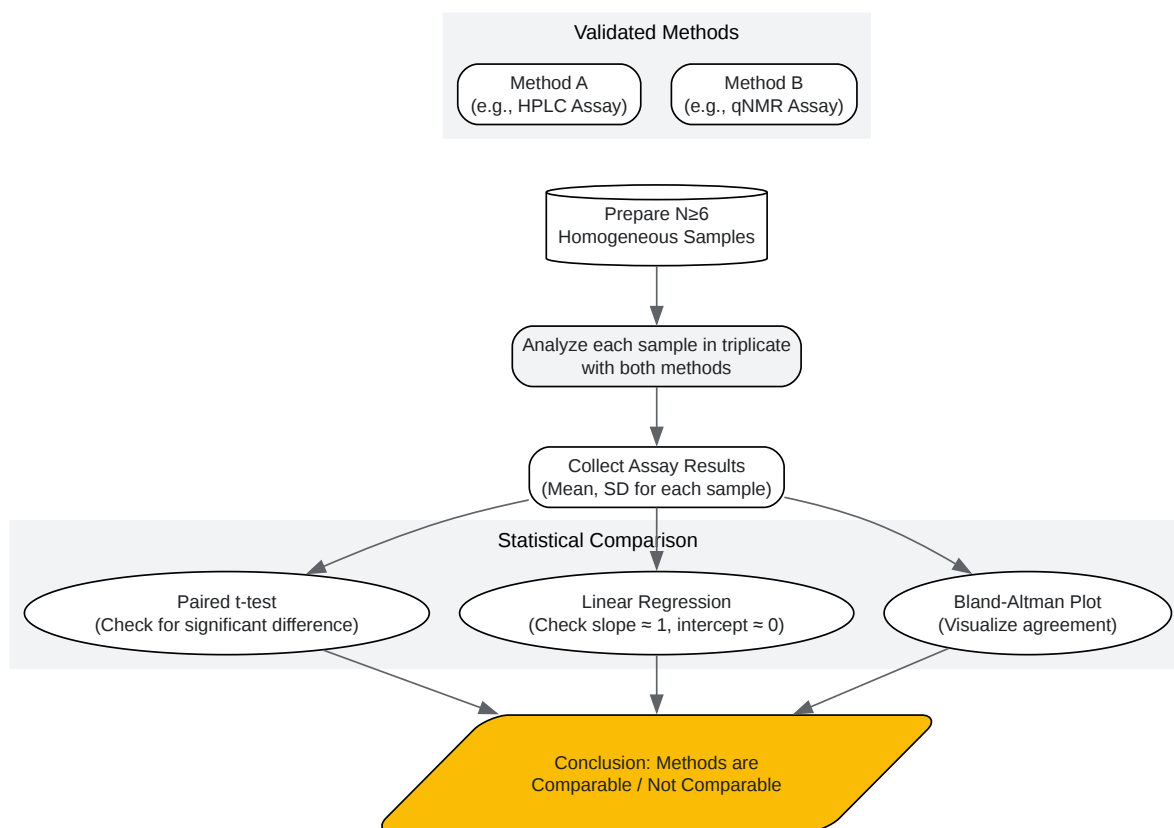 Validated Methods
Method A
(e.g., HPLC Assay)
Method B
(e.g., qNMR Assay)
Prepare N≥6
Homogeneous Samples
Analyze each sample in triplicate
with both methods
Collect Assay Results
(Mean, SD for each sample)
Statistical Comparison
Paired t-test
(Check for significant difference)
Linear Regression
(Check slope ≈ 1, intercept ≈ 0)
Bland-Altman Plot
(Visualize agreement)
Conclusion: Methods are
Comparable / Not Comparable